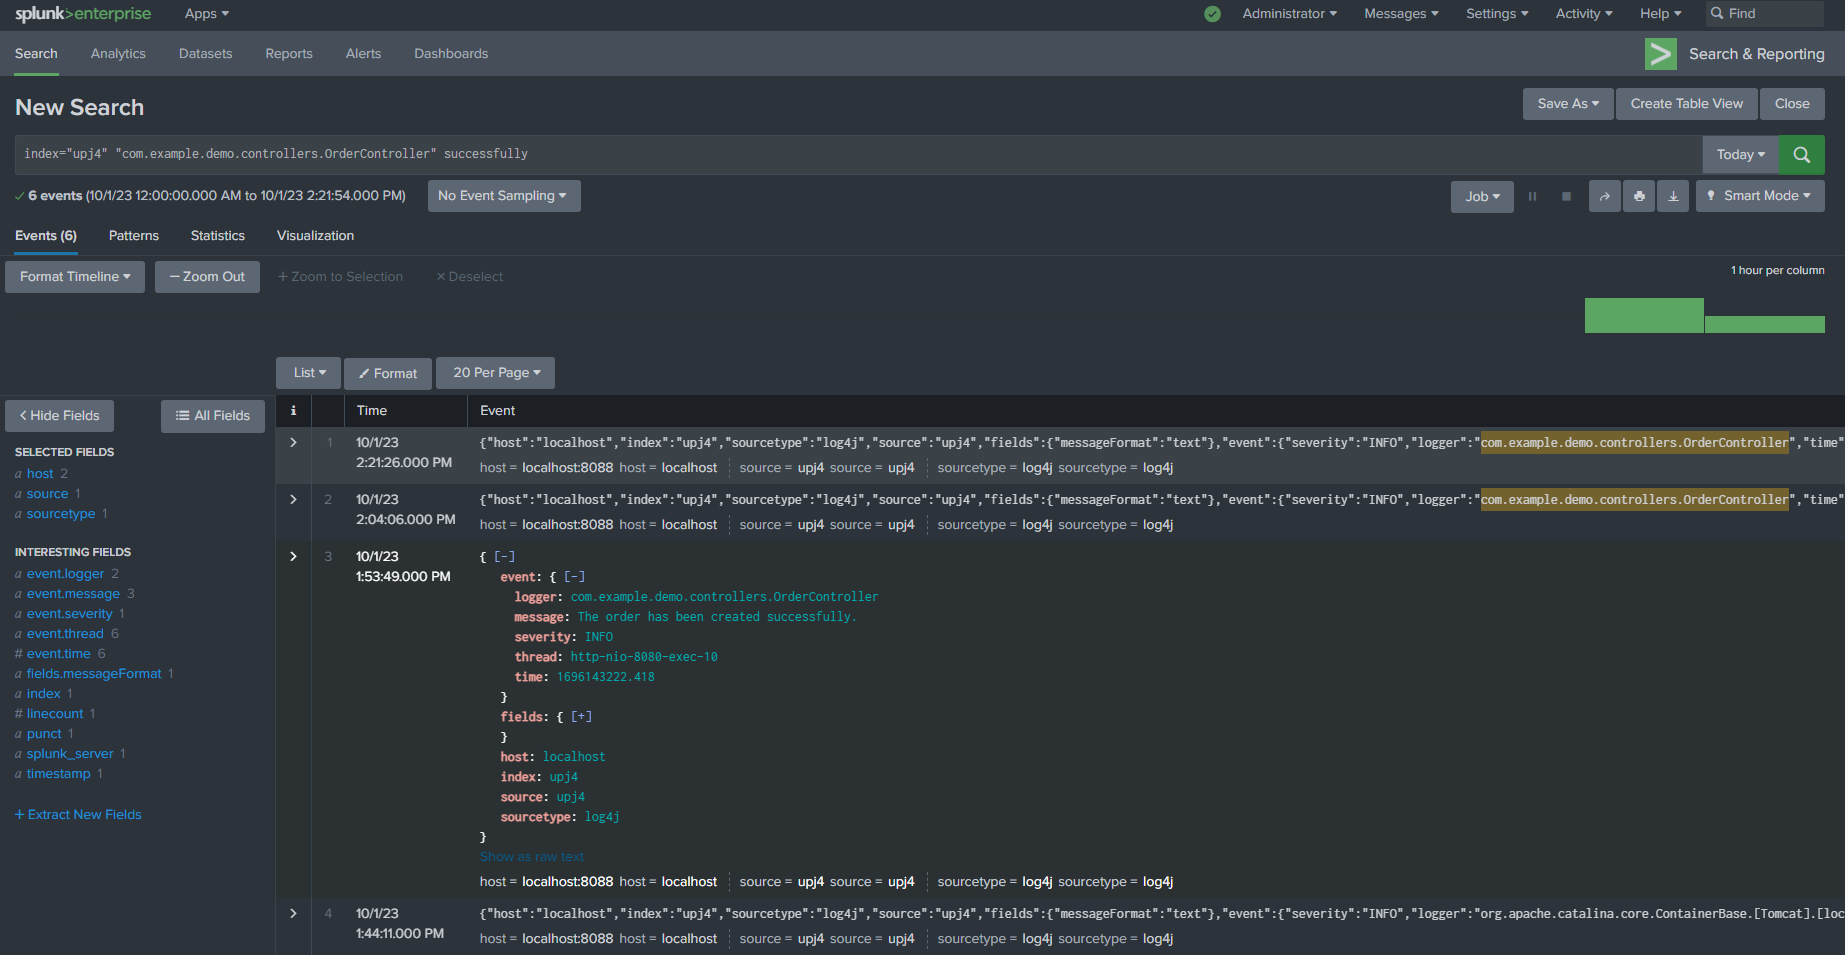 splunk>enterprise Apps Administrator Messages Settings Activity Help Find
Search Analytics Datasets Reports Alerts Dashboards Search & Reporting
New Search Save As Create Table View Close
index="upj4" "com.example.demo.controllers.OrderController" successfully Today
6 events (10/1/23 12:00:00.000 AM to 10/1/23 2:21:54.000 PM) No Event Sampling Job Smart Mode
Events (6) Patterns Statistics Visualization
Format Timeline — Zoom Out + Zoom to Selection × Deselect 1 hour per column
List Format 20 Per Page
< Hide Fields All Fields
SELECTED FIELDS
a host 2
a source 1
a sourcetype 1
INTERESTING FIELDS
a event.logger 2
a event.message 3
a event.severity 1
a event.thread 6
# event.time 6
a fields.messageFormat 1
a index 1
# linecount 1
a punct 1
a splunk_server 1
a timestamp 1
+ Extract New Fields
i Time Event
> 1 10/1/23 {"host":"localhost","index":"upj4","sourcetype":"log4j","source":"upj4","fields":{"messageFormat":"text"},"event":{"severity":"INFO","logger":"com.example.demo.controllers.OrderController","time"
2:21:26.000 PM host = localhost:8088 host = localhost source = upj4 source = upj4 sourcetype = log4j sourcetype = log4j
> 2 10/1/23 {"host":"localhost","index":"upj4","sourcetype":"log4j","source":"upj4","fields":{"messageFormat":"text"},"event":{"severity":"INFO","logger":"com.example.demo.controllers.OrderController","time"
2:04:06.000 PM host = localhost:8088 host = localhost source = upj4 source = upj4 sourcetype = log4j sourcetype = log4j
> 3 10/1/23 { [-]
1:53:49.000 PM event: { [-]
logger: com.example.demo.controllers.OrderController
message: The order has been created successfully.
severity: INFO
thread: http-nio-8080-exec-10
time: 1696143222.418
}
fields: { [+]
}
host: localhost
index: upj4
source: upj4
sourcetype: log4j
}
Show as raw text
host = localhost:8088 host = localhost source = upj4 source = upj4 sourcetype = log4j sourcetype = log4j
> 4 10/1/23 {"host":"localhost","index":"upj4","sourcetype":"log4j","source":"upj4","fields":{"messageFormat":"text"},"event":{"severity":"INFO","logger":"org.apache.catalina.core.ContainerBase.[Tomcat].[loc
1:44:11.000 PM host = localhost:8088 host = localhost source = upj4 source = upj4 sourcetype = log4j sourcetype = log4j